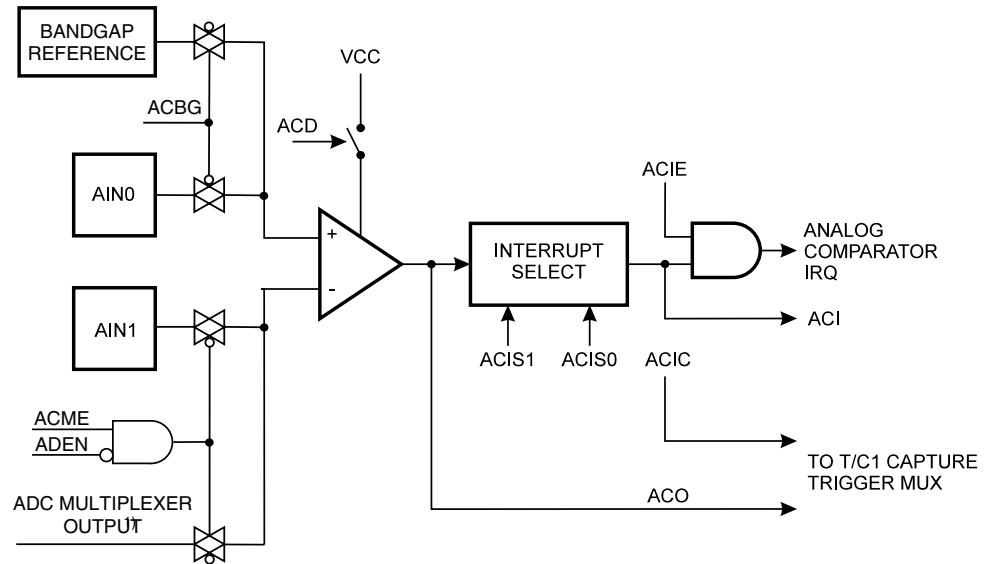 BANDGAP
REFERENCE
VCC
ACBG
ACD
AIN0
ACIE
+
-
INTERRUPT
SELECT
ANALOG
COMPARATOR
IRQ
AIN1
ACI
ACIS1
ACIS0
ACIC
ACME
ADEN
TO T/C1 CAPTURE
TRIGGER MUX
ADC MULTIPLEXER
OUTPUT
ACO